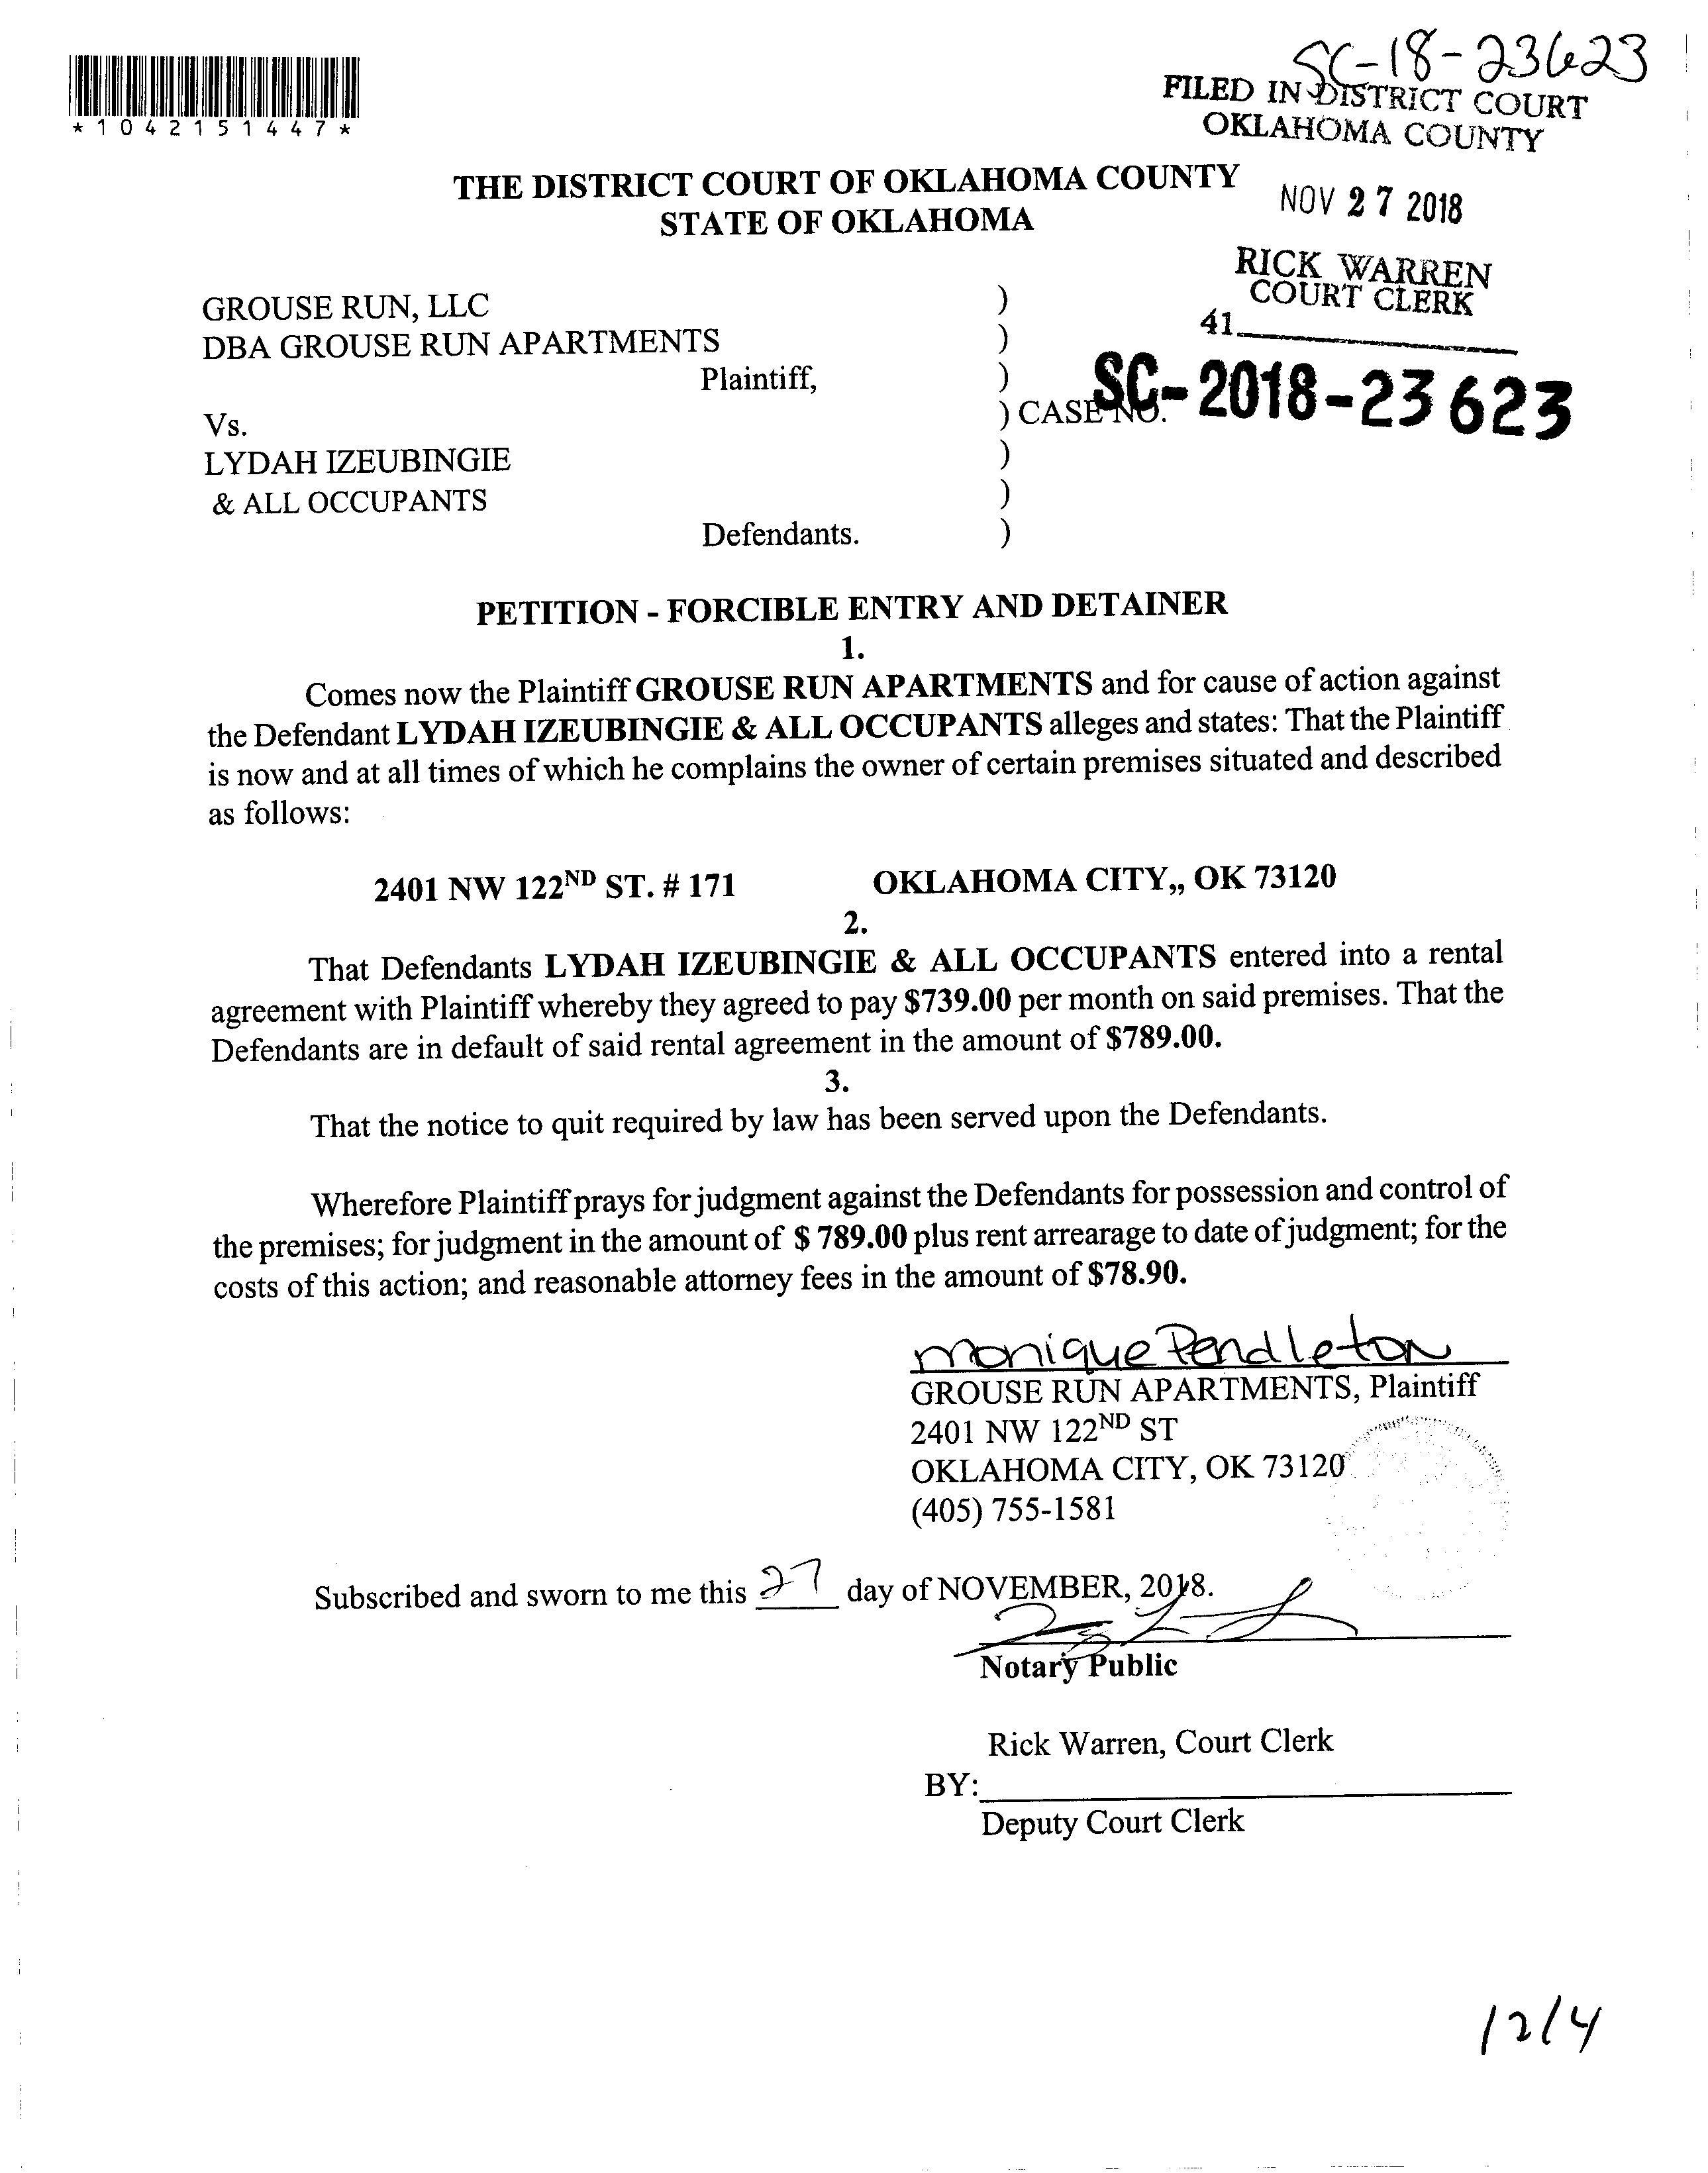 SC-18-23623
FILED IN DISTRICT COURT
OKLAHOMA COUNTY
*1042151447*
THE DISTRICT COURT OF OKLAHOMA COUNTY
STATE OF OKLAHOMA
NOV 27 2018
RICK WARREN
COURT CLERK
41
GROUSE RUN, LLC )
DBA GROUSE RUN APARTMENTS )
Plaintiff, )
Vs. ) CASE NO. SC-2018-23623
LYDAH IZEUBINGIE )
& ALL OCCUPANTS )
Defendants. )
PETITION - FORCIBLE ENTRY AND DETAINER
1.
Comes now the Plaintiff GROUSE RUN APARTMENTS and for cause of action against
the Defendant LYDAH IZEUBINGIE & ALL OCCUPANTS alleges and states: That the Plaintiff
is now and at all times of which he complains the owner of certain premises situated and described
as follows:
2401 NW 122ND ST. # 171 OKLAHOMA CITY,, OK 73120
2.
That Defendants LYDAH IZEUBINGIE & ALL OCCUPANTS entered into a rental
agreement with Plaintiff whereby they agreed to pay $739.00 per month on said premises. That the
Defendants are in default of said rental agreement in the amount of $789.00.
3.
That the notice to quit required by law has been served upon the Defendants.
Wherefore Plaintiff prays for judgment against the Defendants for possession and control of
the premises; for judgment in the amount of $ 789.00 plus rent arrearage to date of judgment; for the
costs of this action; and reasonable attorney fees in the amount of $78.90.
monique Pendleton
GROUSE RUN APARTMENTS, Plaintiff
2401 NW 122ND ST
OKLAHOMA CITY, OK 73120
(405) 755-1581
Subscribed and sworn to me this 27 day of NOVEMBER, 2018.
Notary Public
Rick Warren, Court Clerk
BY:
Deputy Court Clerk
12/4